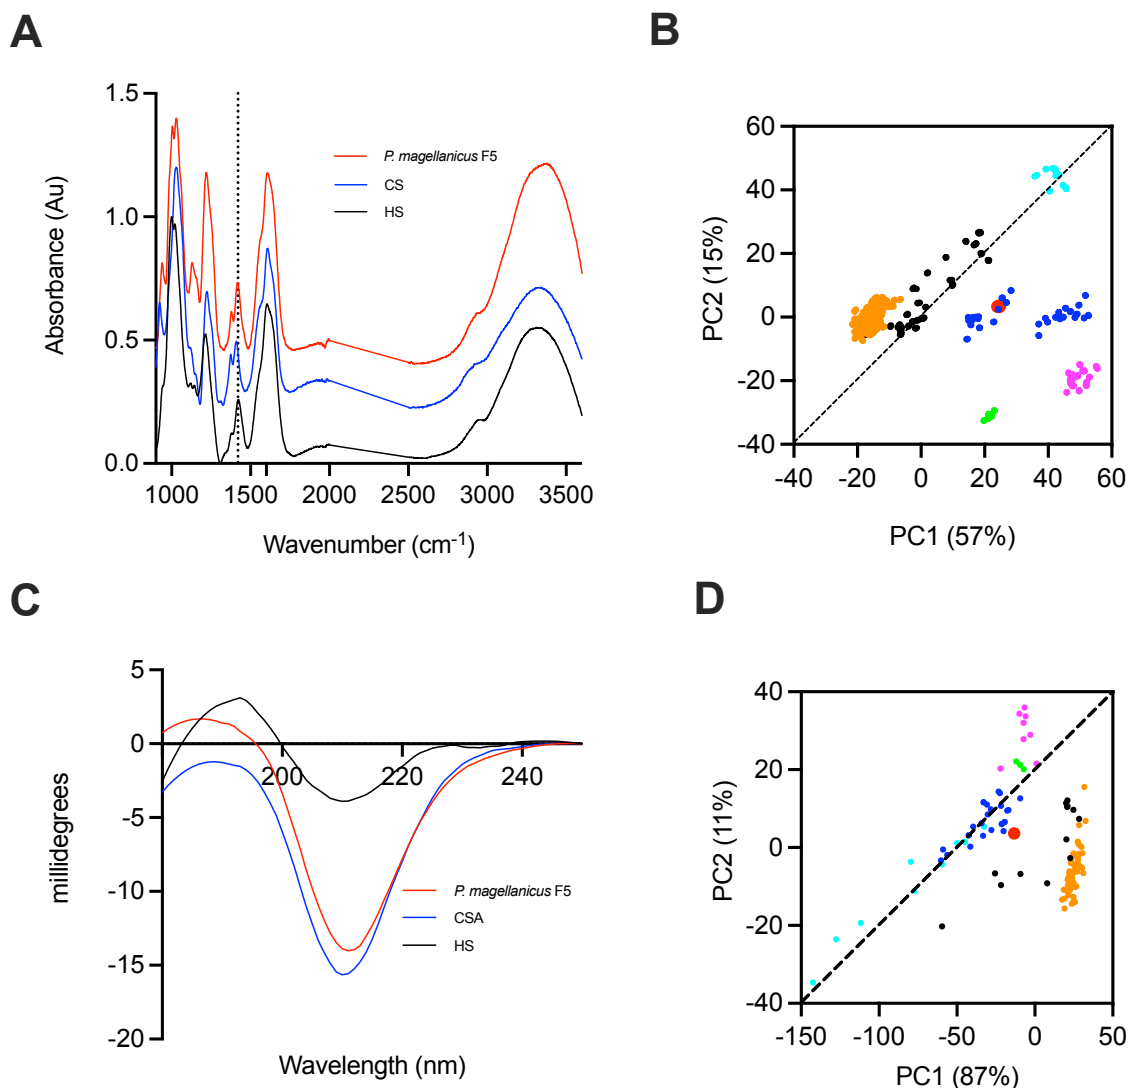 A
1.5
1.0
0.5
0.0
Absorbance (Au)
P. magellanicus F5
CS
HS
1000 1500 2000 2500 3000 3500
Wavenumber (cm-1)
B
60
40
20
0
-20
-40
PC2 (15%)
-40 -20 0 20 40 60
PC1 (57%)
C
5
0
-5
-10
-15
-20
millidegrees
200 220 240
P. magellanicus F5
CSA
HS
Wavelength (nm)
D
40
20
0
-20
-40
PC2 (11%)
-150 -100 -50 0 50
PC1 (87%)